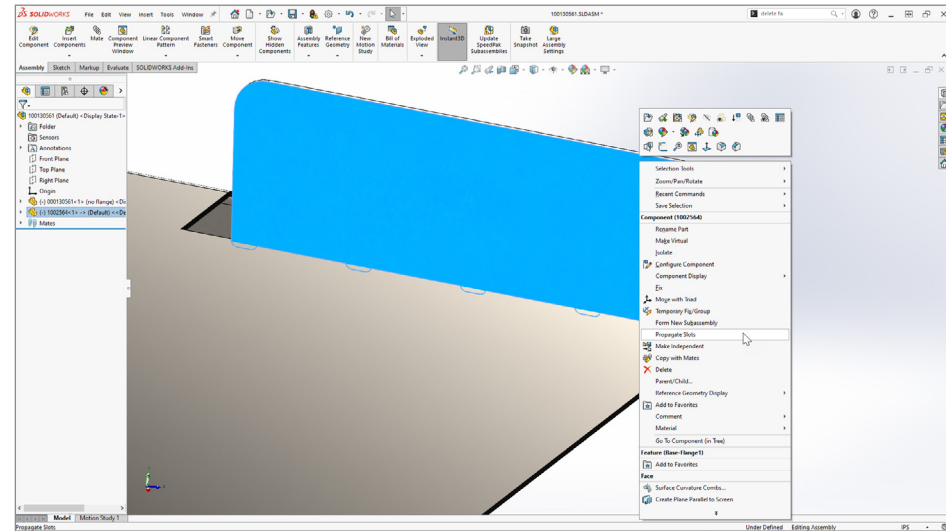 SOLIDWORKS File Edit View Insert Tools Window 100130561.SLDASM * delete fa
Edit Component Insert Components Mate Component Preview Window Linear Component Pattern Smart Fasteners Move Component Show Hidden Components Assembly Features Reference Geometry New Motion Study Bill of Materials Exploded View Instant3D Update SpeedPak Subassemblies Take Snapshot Large Assembly Settings
Assembly Sketch Markup Evaluate SOLIDWORKS Add-Ins
100130561 (Default) <Display State-1>
Folder
Sensors
Annotations
Front Plane
Top Plane
Right Plane
Origin
(-) 000130561<1> (no flange) <Dis
(-) 1002564<1> -> (Default) <<De
Mates
Selection Tools
Zoom/Pan/Rotate
Recent Commands
Save Selection
Component (1002564)
Rename Part
Make Virtual
Isolate
Configure Component
Component Display
Fix
Move with Triad
Temporary Fix/Group
Form New Subassembly
Propagate Slots
Make Independent
Copy with Mates
Delete
Parent/Child...
Reference Geometry Display
Add to Favorites
Comment
Material
Go To Component (in Tree)
Feature (Base-Flange1)
Add to Favorites
Face
Surface Curvature Combs...
Create Plane Parallel to Screen
Model Motion Study 1
Propagate Slots Under Defined Editing Assembly IPS